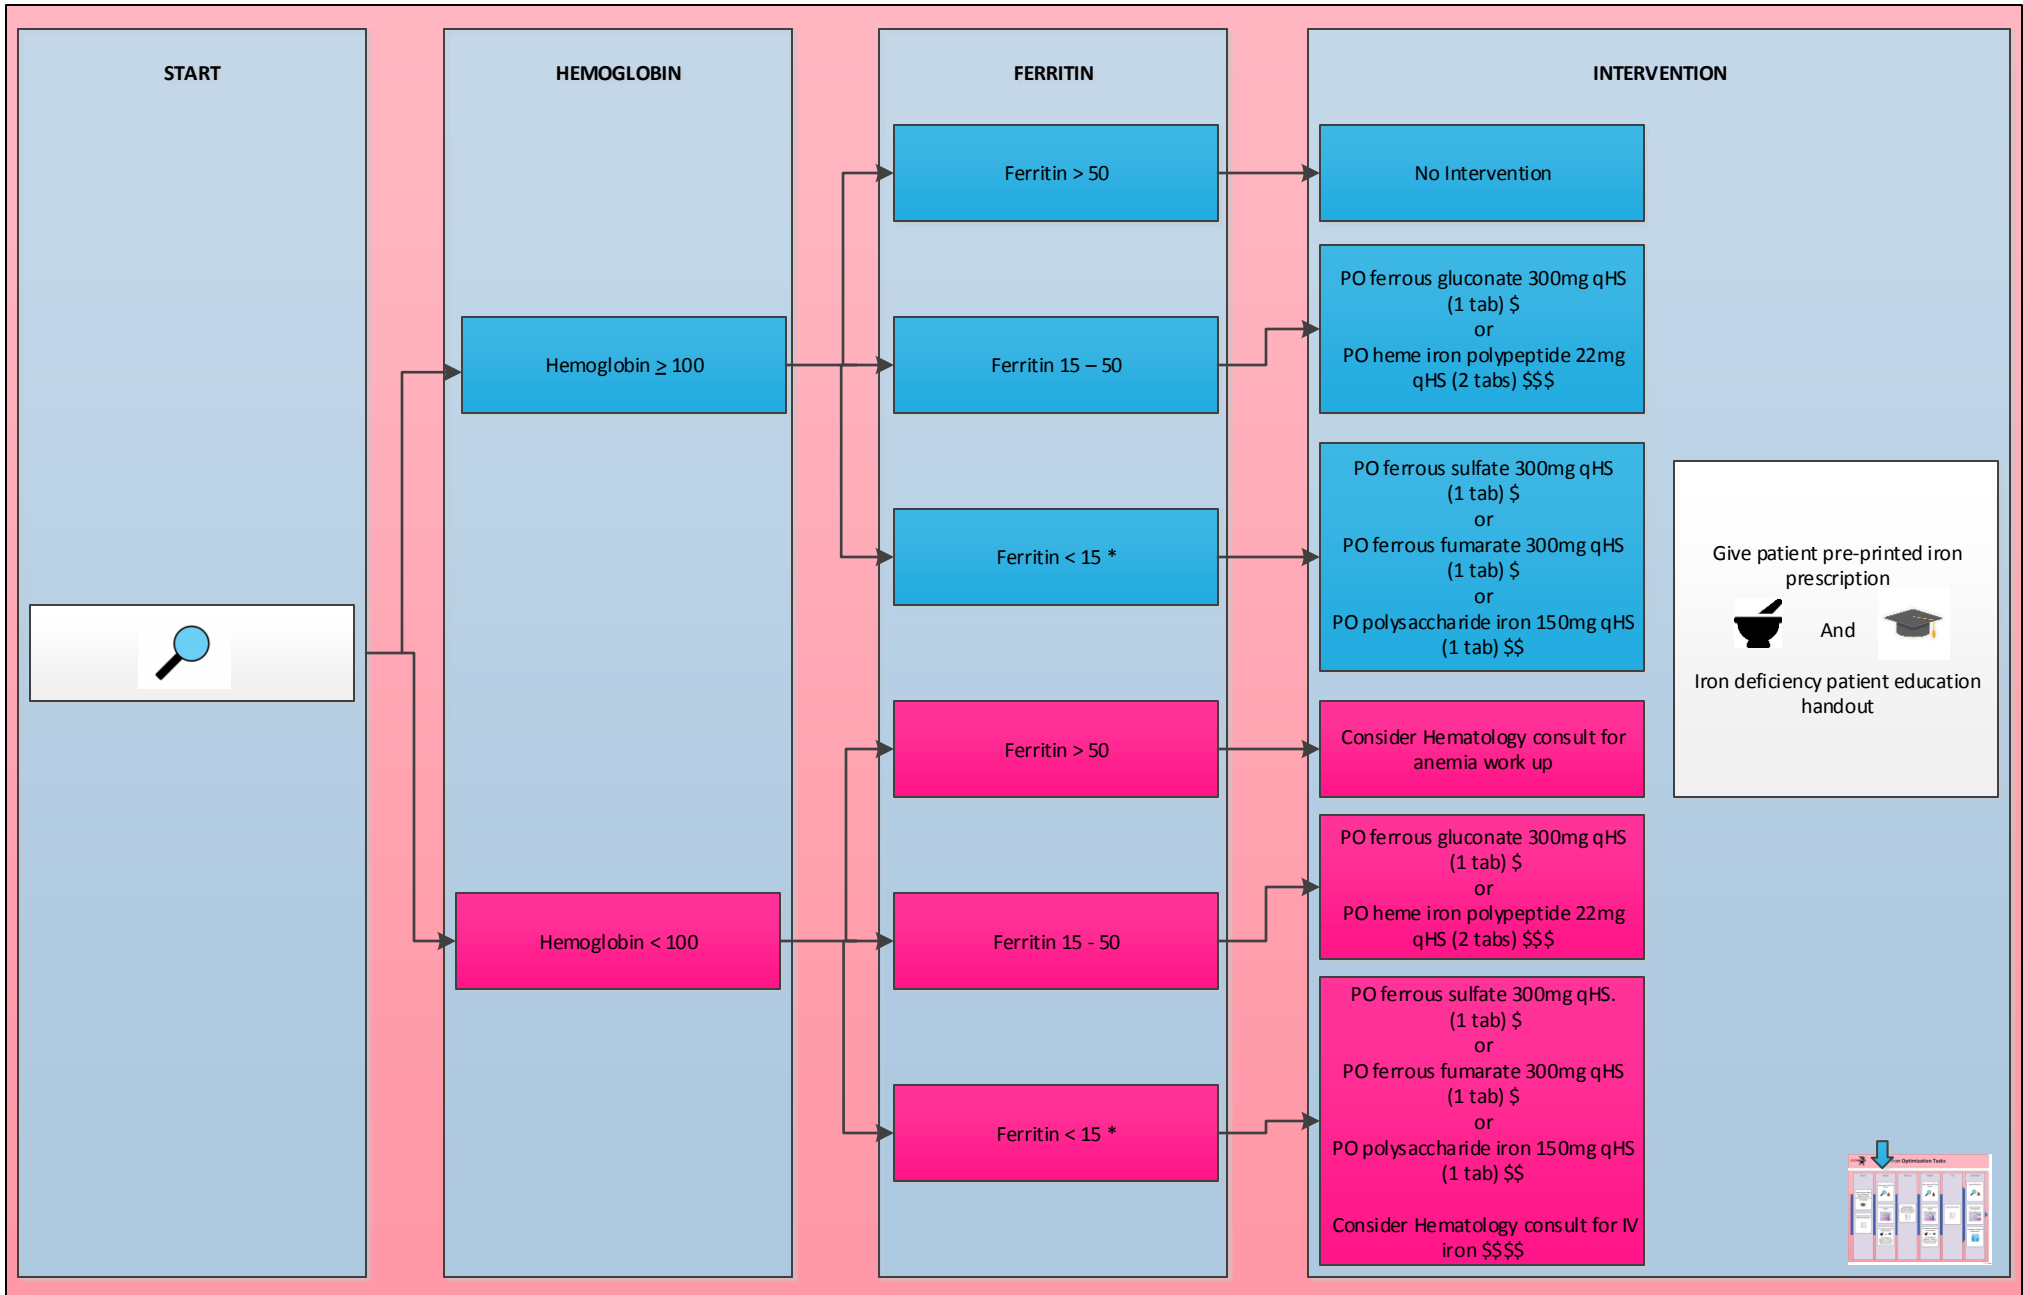 START
HEMOGLOBIN
FERRITIN
INTERVENTION
Hemoglobin ≥ 100
Ferritin > 50
No Intervention
Ferritin 15 – 50
PO ferrous gluconate 300mg qHS
(1 tab) $
or
PO heme iron polypeptide 22mg
qHS (2 tabs) $$$
Ferritin < 15 *
PO ferrous sulfate 300mg qHS
(1 tab) $
or
PO ferrous fumarate 300mg qHS
(1 tab) $
or
PO polysaccharide iron 150mg qHS
(1 tab) $$
Give patient pre-printed iron
prescription
And
Iron deficiency patient education
handout
Hemoglobin < 100
Ferritin > 50
Consider Hematology consult for
anemia work up
Ferritin 15 - 50
PO ferrous gluconate 300mg qHS
(1 tab) $
or
PO heme iron polypeptide 22mg
qHS (2 tabs) $$$
Ferritin < 15 *
PO ferrous sulfate 300mg qHS.
(1 tab) $
or
PO ferrous fumarate 300mg qHS
(1 tab) $
or
PO polysaccharide iron 150mg qHS
(1 tab) $$
Consider Hematology consult for IV
iron $$$$
Optimization Tasks